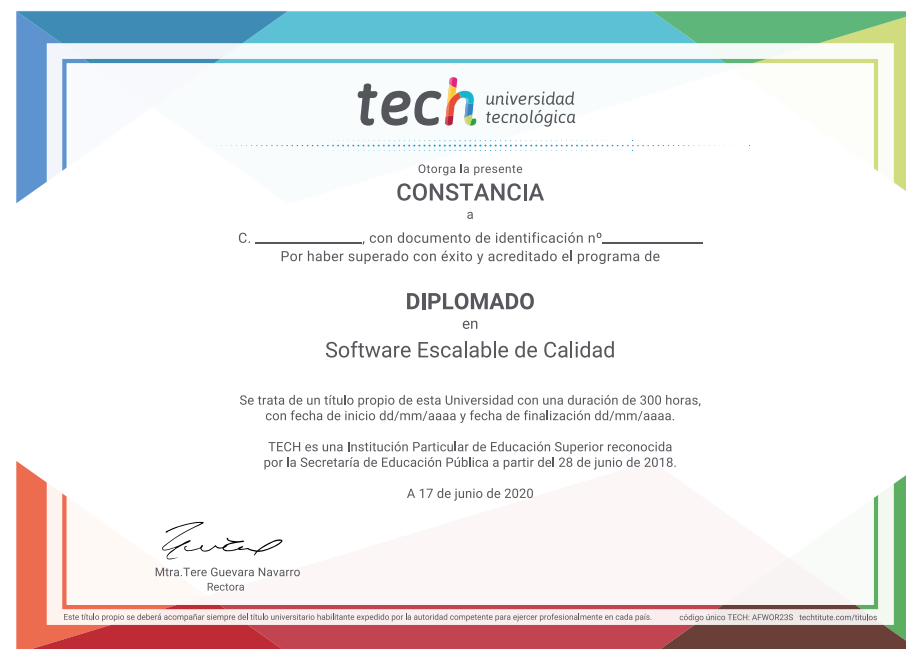 tech universidad
tecnológica
Otorga la presente
CONSTANCIA
a
C. ____________, con documento de identificación nº____________
Por haber superado con éxito y acreditado el programa de
DIPLOMADO
en
Software Escalable de Calidad
Se trata de un título propio de esta Universidad con una duración de 300 horas,
con fecha de inicio dd/mm/aaaa y fecha de finalización dd/mm/aaaa.
TECH es una Institución Particular de Educación Superior reconocida
por la Secretaría de Educación Pública a partir del 28 de junio de 2018.
A 17 de junio de 2020
Mtra.Tere Guevara Navarro
Rectora
Este título propio se deberá acompañar siempre del título universitario habilitante expedido por la autoridad competente para ejercer profesionalmente en cada país. código único TECH: AFWOR23S techtitute.com/titulos